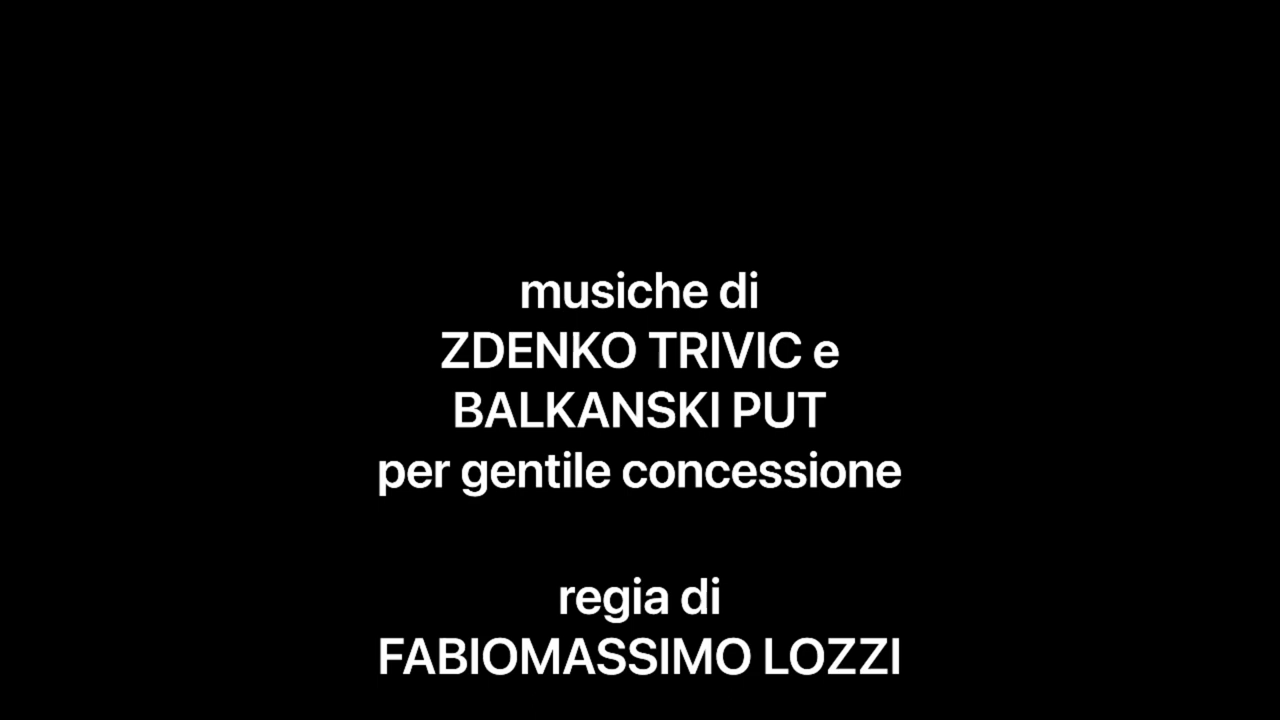 musiche di
ZDENKO TRIVIC e
BALKANSKI PUT
per gentile concessione
regia di
FABIOMASSIMO LOZZI